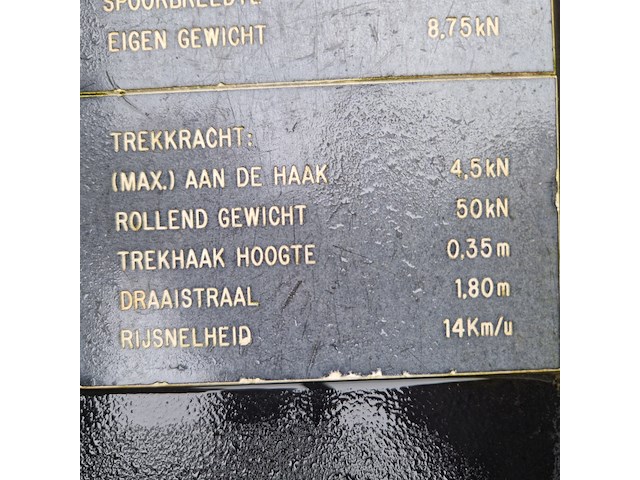 SPOORBREEDTE
EIGEN GEWICHT 8,75kN
TREKKRACHT:
(MAX.) AAN DE HAAK 4,5kN
ROLLEND GEWICHT 50kN
TREKHAAK HOOGTE 0,35m
DRAAISTRAAL 1,80m
RIJSNELHEID 14Km/u